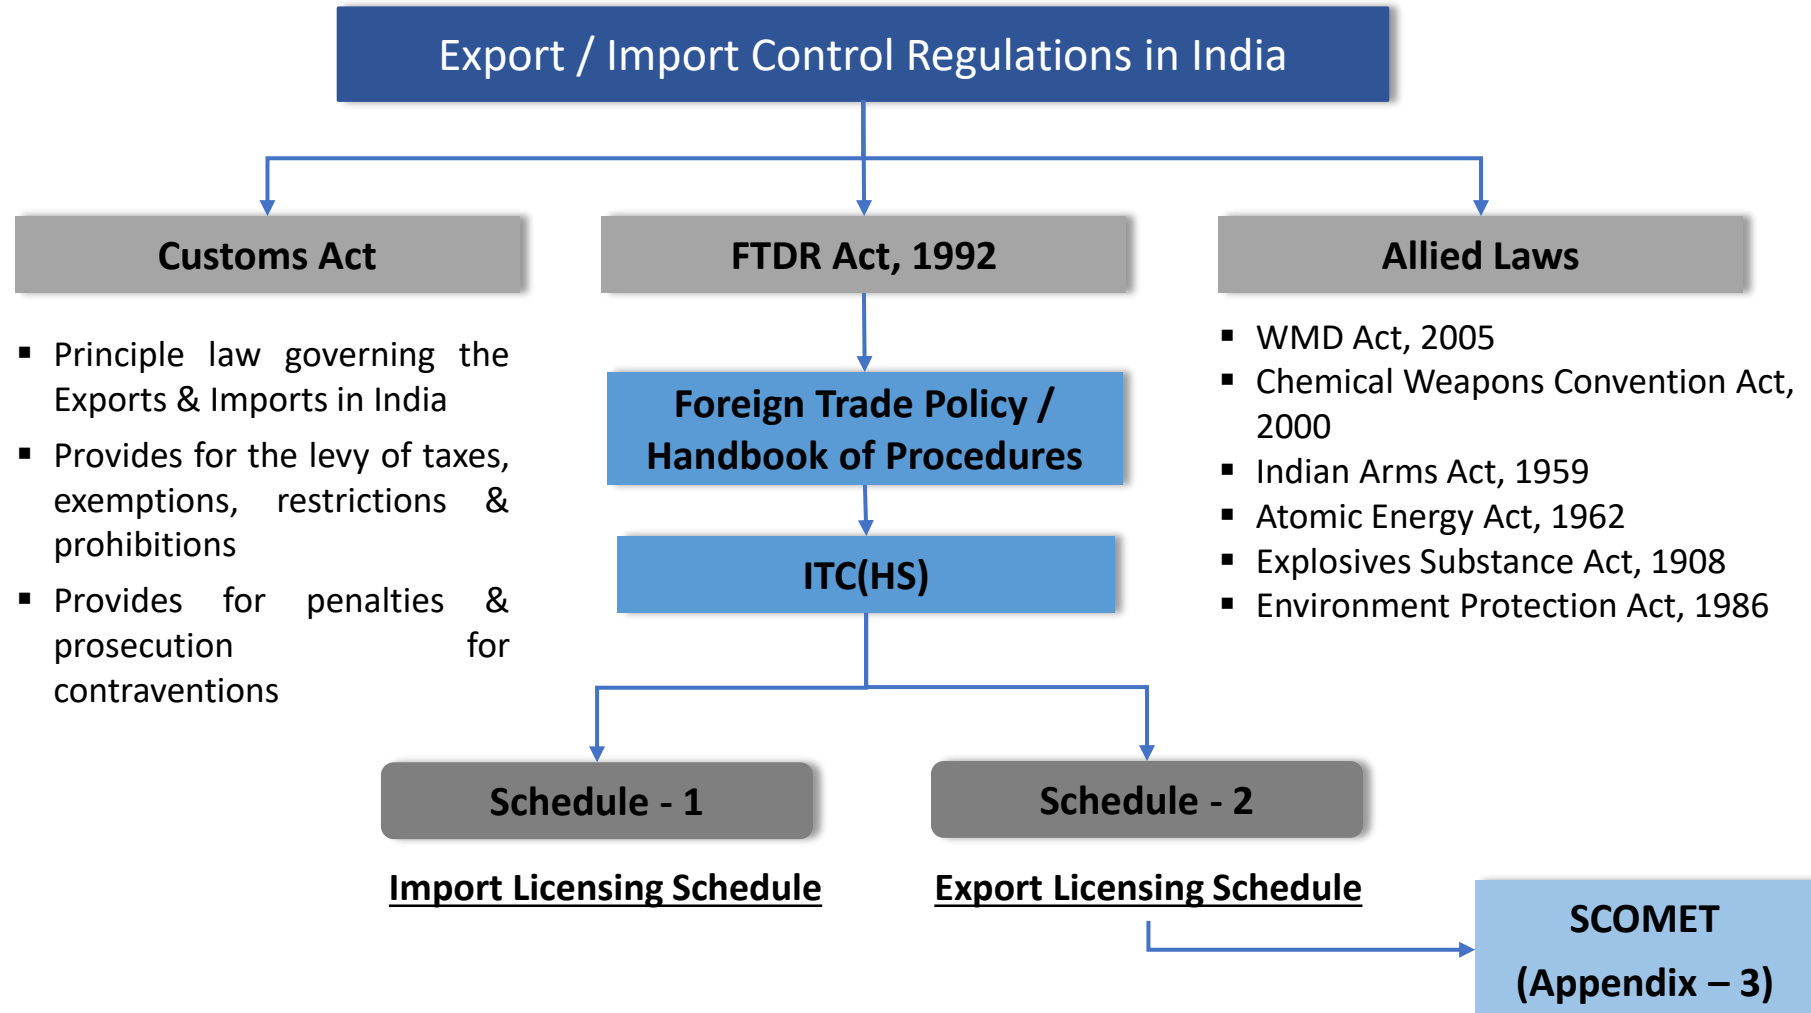 Export / Import Control Regulations in India
Customs Act
Principle law governing the
Exports & Imports in India
Provides for the levy of taxes,
exemptions, restrictions &
prohibitions
Provides for penalties &
prosecution for
contraventions
FTDR Act, 1992
Foreign Trade Policy /
Handbook of Procedures
ITC(HS)
Allied Laws
WMD Act, 2005
Chemical Weapons Convention Act,
2000
Indian Arms Act, 1959
Atomic Energy Act, 1962
Explosives Substance Act, 1908
Environment Protection Act, 1986
Schedule - 1
Import Licensing Schedule
Schedule - 2
Export Licensing Schedule
SCOMET
(Appendix – 3)